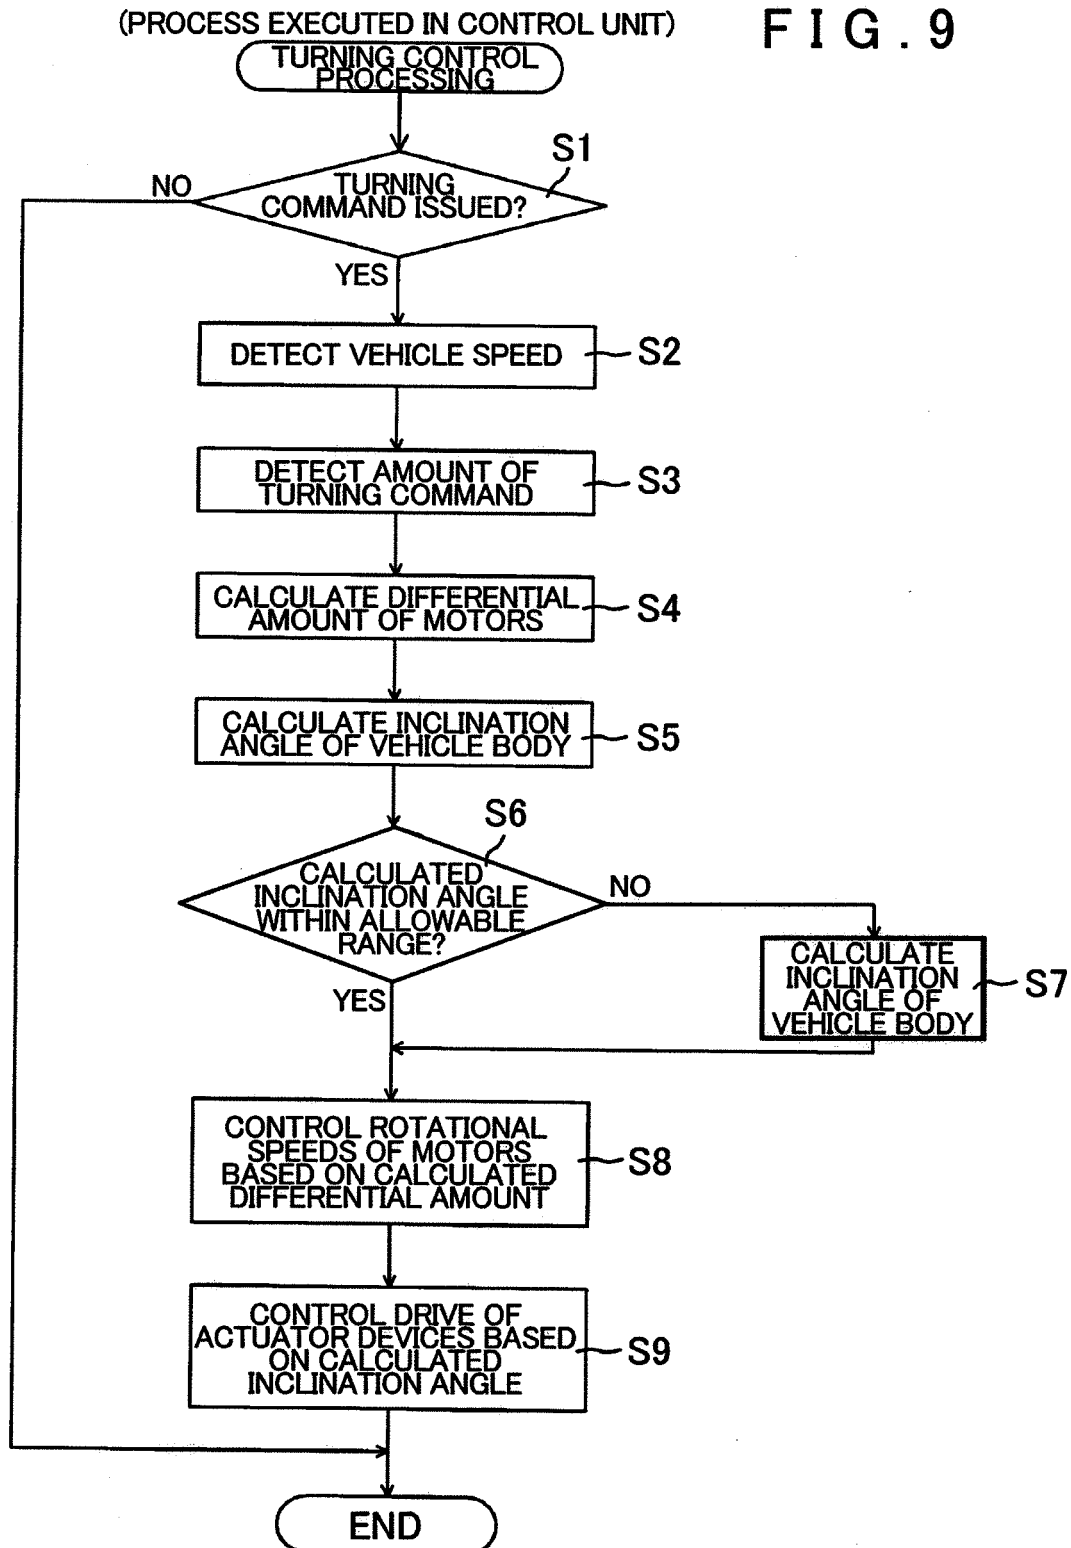 (PROCESS EXECUTED IN CONTROL UNIT)
FIG.9
TURNING CONTROL
PROCESSING
S1
NO
TURNING
COMMAND ISSUED?
YES
DETECT VEHICLE SPEED
S2
DETECT AMOUNT OF
TURNING COMMAND
S3
CALCULATE DIFFERENTIAL
AMOUNT OF MOTORS
S4
CALCULATE INCLINATION
ANGLE OF VEHICLE BODY
S5
S6
CALCULATED
INCLINATION ANGLE
WITHIN ALLOWABLE
RANGE?
NO
YES
CALCULATE
INCLINATION
ANGLE OF
VEHICLE BODY
S7
CONTROL ROTATIONAL
SPEEDS OF MOTORS
BASED ON CALCULATED
DIFFERENTIAL AMOUNT
S8
CONTROL DRIVE OF
ACTUATOR DEVICES BASED
ON CALCULATED
INCLINATION ANGLE
S9
END